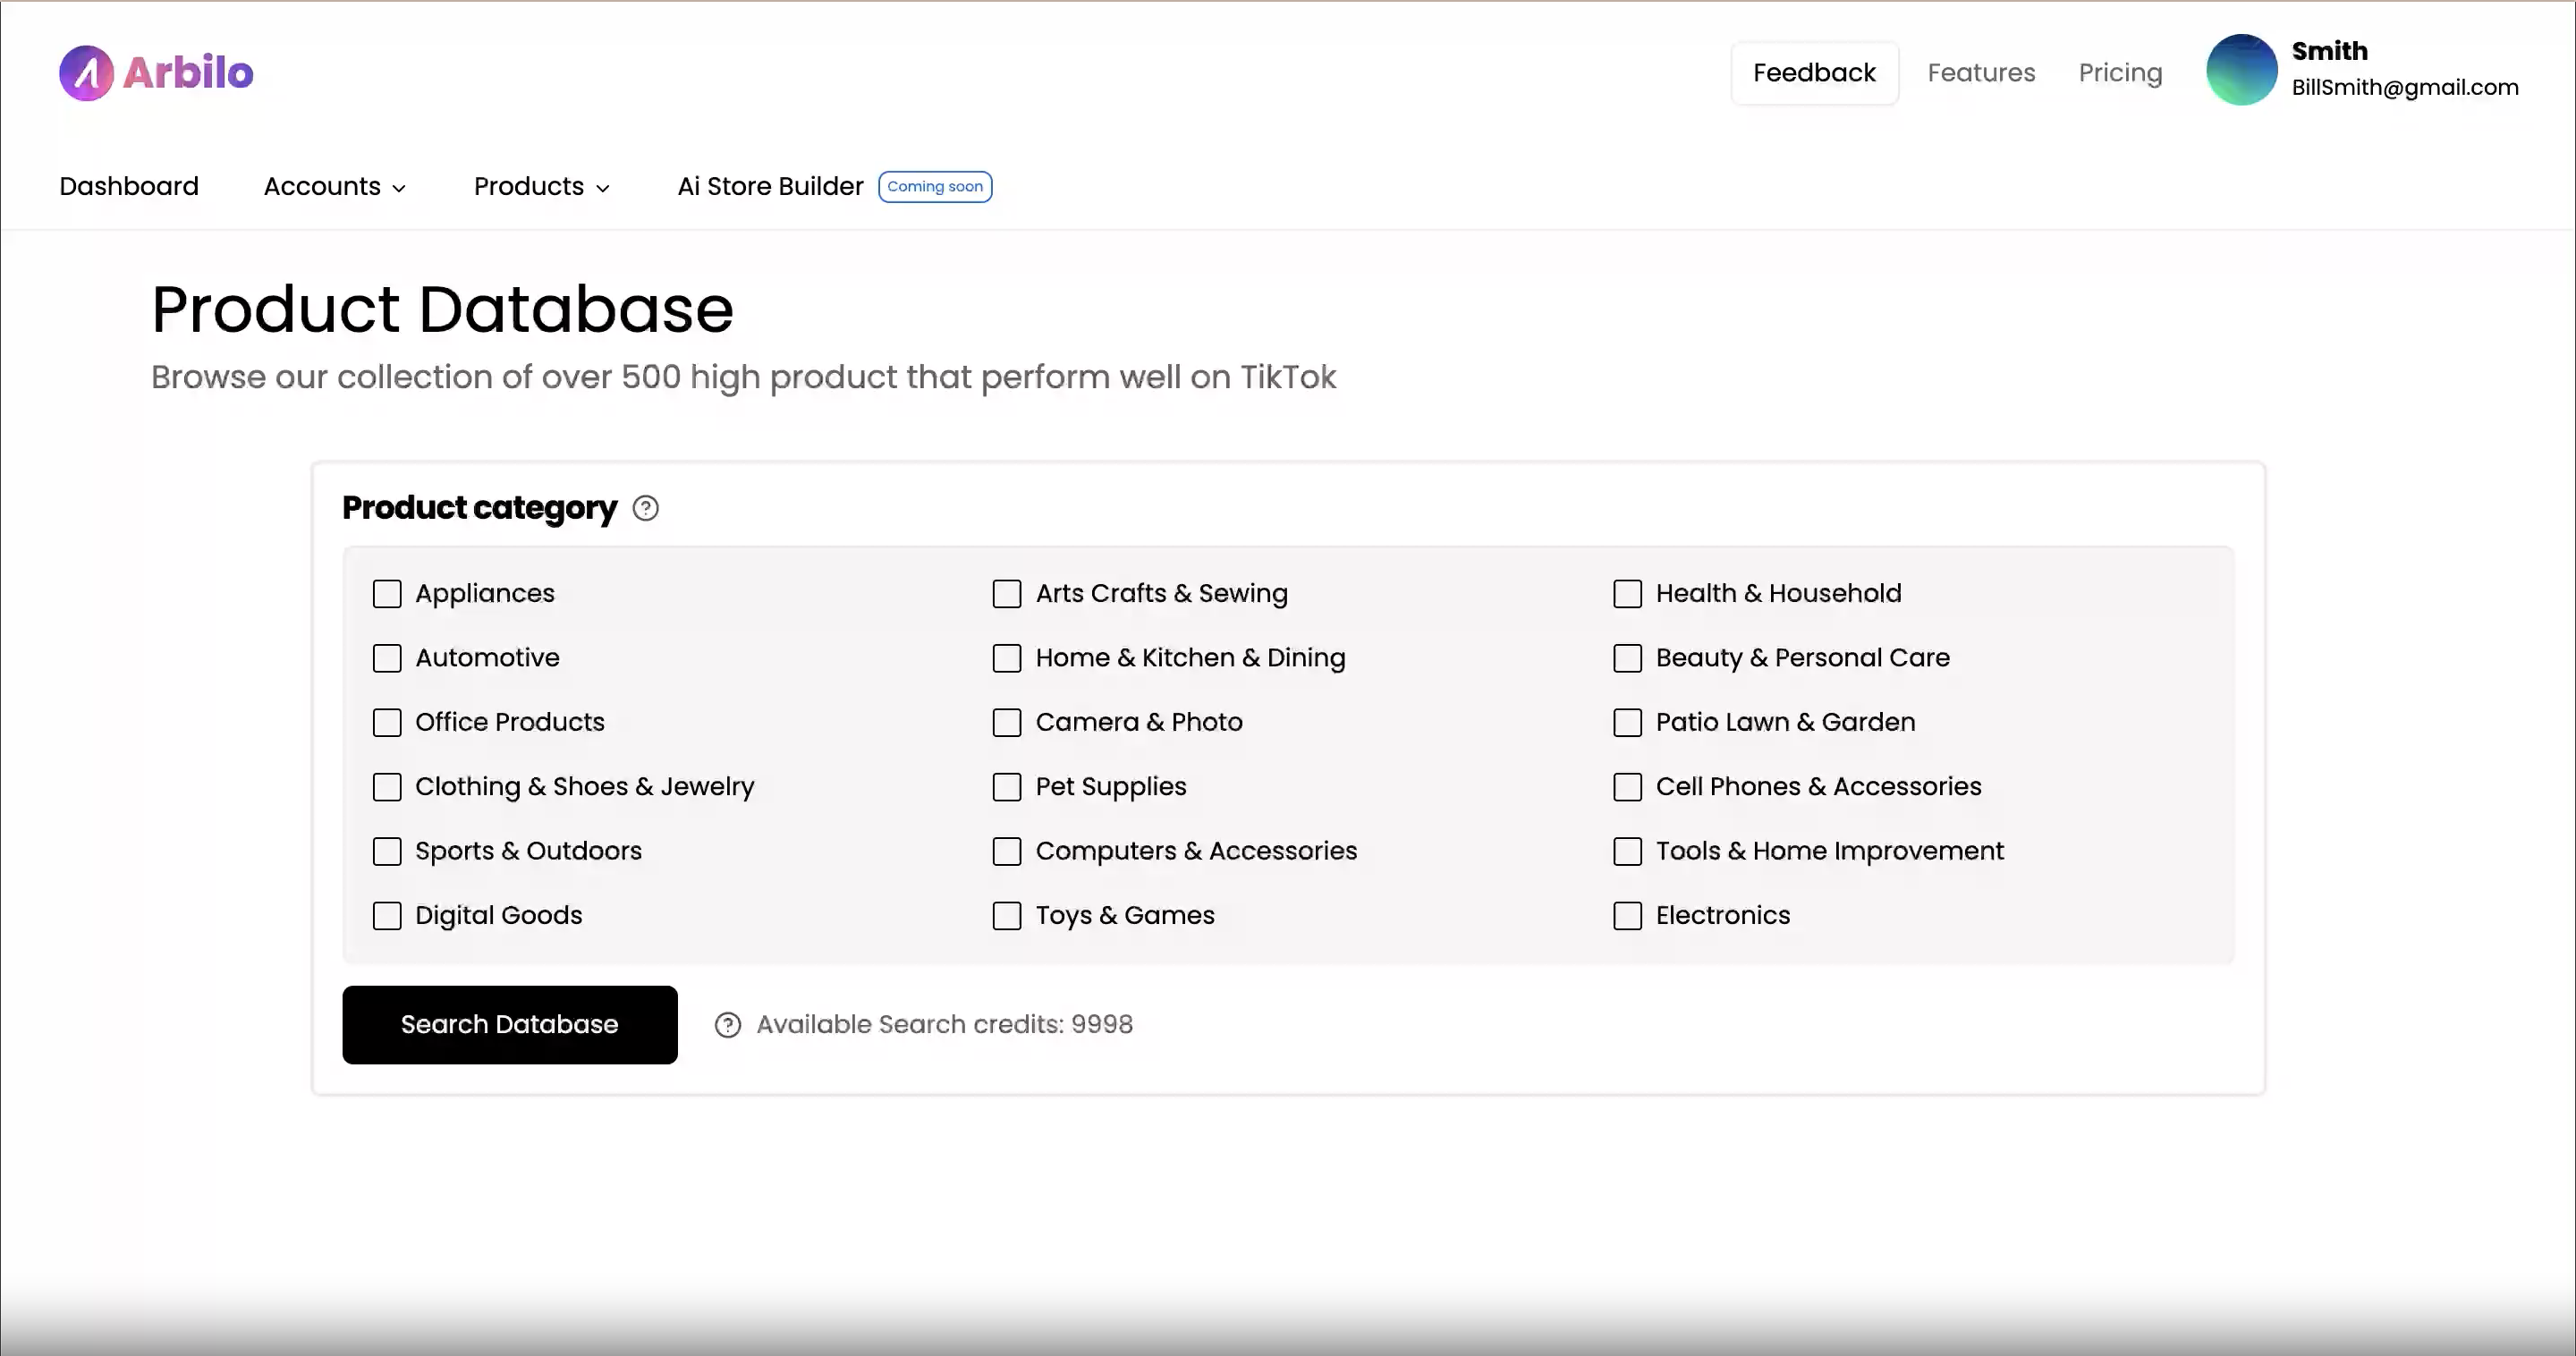 Arbilo
Feedback Features Pricing
Smith
BillSmith@gmail.com
Dashboard Accounts Products Ai Store Builder Coming soon
Product Database
Browse our collection of over 500 high product that perform well on TikTok
Product category ?
Appliances Arts Crafts & Sewing Health & Household
Automotive Home & Kitchen & Dining Beauty & Personal Care
Office Products Camera & Photo Patio Lawn & Garden
Clothing & Shoes & Jewelry Pet Supplies Cell Phones & Accessories
Sports & Outdoors Computers & Accessories Tools & Home Improvement
Digital Goods Toys & Games Electronics
Search Database ? Available Search credits: 9998